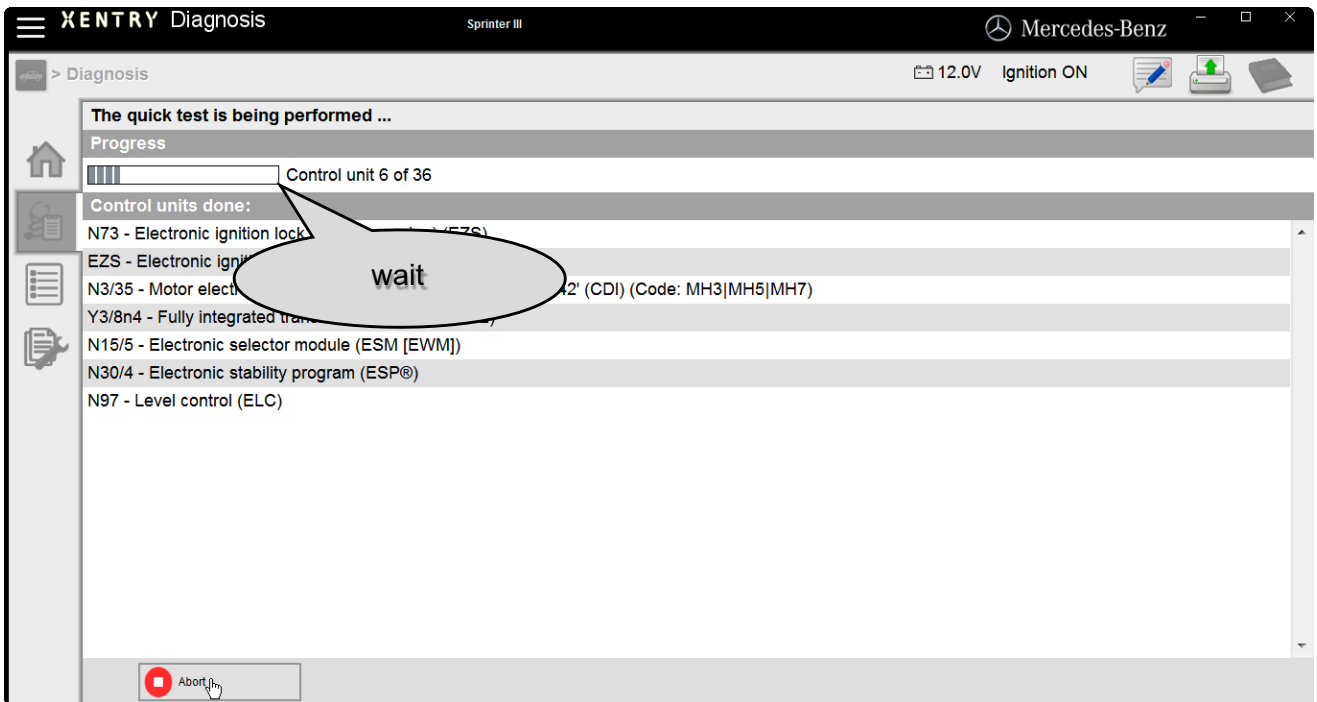 XENTRY Diagnosis
Sprinter III
Mercedes-Benz
> Diagnosis
12.0V Ignition ON
The quick test is being performed ...
Progress
Control unit 6 of 36
Control units done:
N73 - Electronic ignition lock (EZS)
EZS - Electronic
wait
N3/35 - Motor 42' (CDI) (Code: MH3|MH5|MH7)
Y3/8n4 - Fully integrated
N15/5 - Electronic selector module (ESM [EWM])
N30/4 - Electronic stability program (ESP®)
N97 - Level control (ELC)
Abort